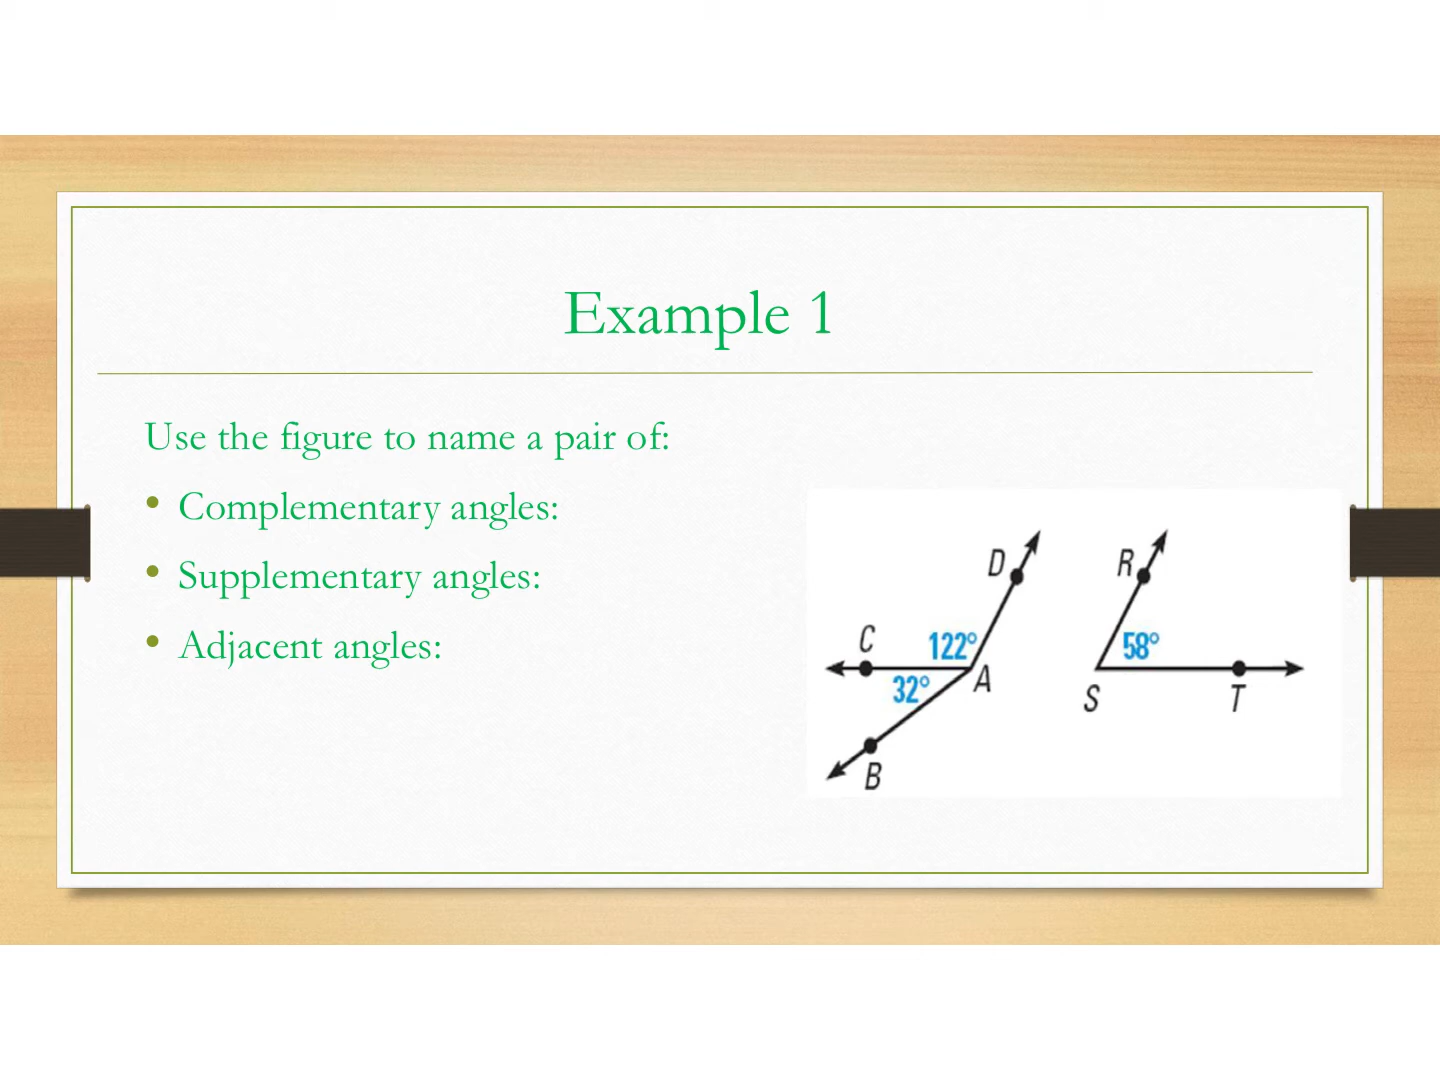 Example 1
Use the figure to name a pair of:
• Complementary angles:
• Supplementary angles:
• Adjacent angles:
D
R
C
122°
58°
32°
A
S
T
B